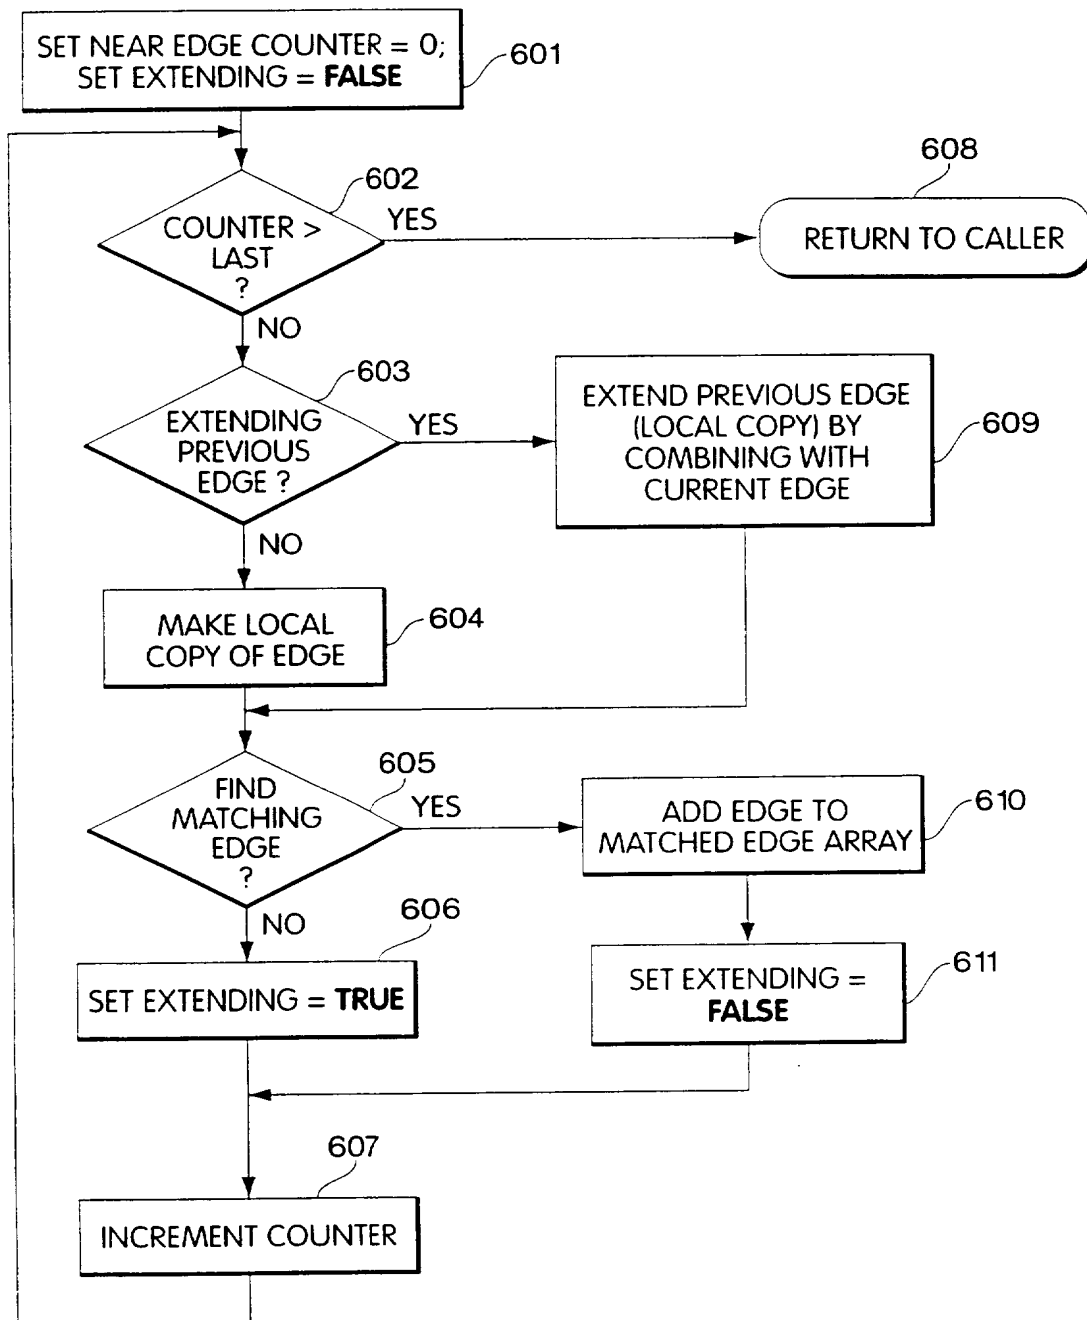 SET NEAR EDGE COUNTER = 0;
SET EXTENDING = FALSE
601
602
COUNTER >
LAST
?
YES
NO
608
RETURN TO CALLER
603
EXTENDING
PREVIOUS
EDGE ?
YES
NO
EXTEND PREVIOUS EDGE
(LOCAL COPY) BY
COMBINING WITH
CURRENT EDGE
609
MAKE LOCAL
COPY OF EDGE
604
605
FIND
MATCHING
EDGE
?
YES
NO
ADD EDGE TO
MATCHED EDGE ARRAY
610
606
SET EXTENDING = TRUE
SET EXTENDING =
FALSE
611
607
INCREMENT COUNTER